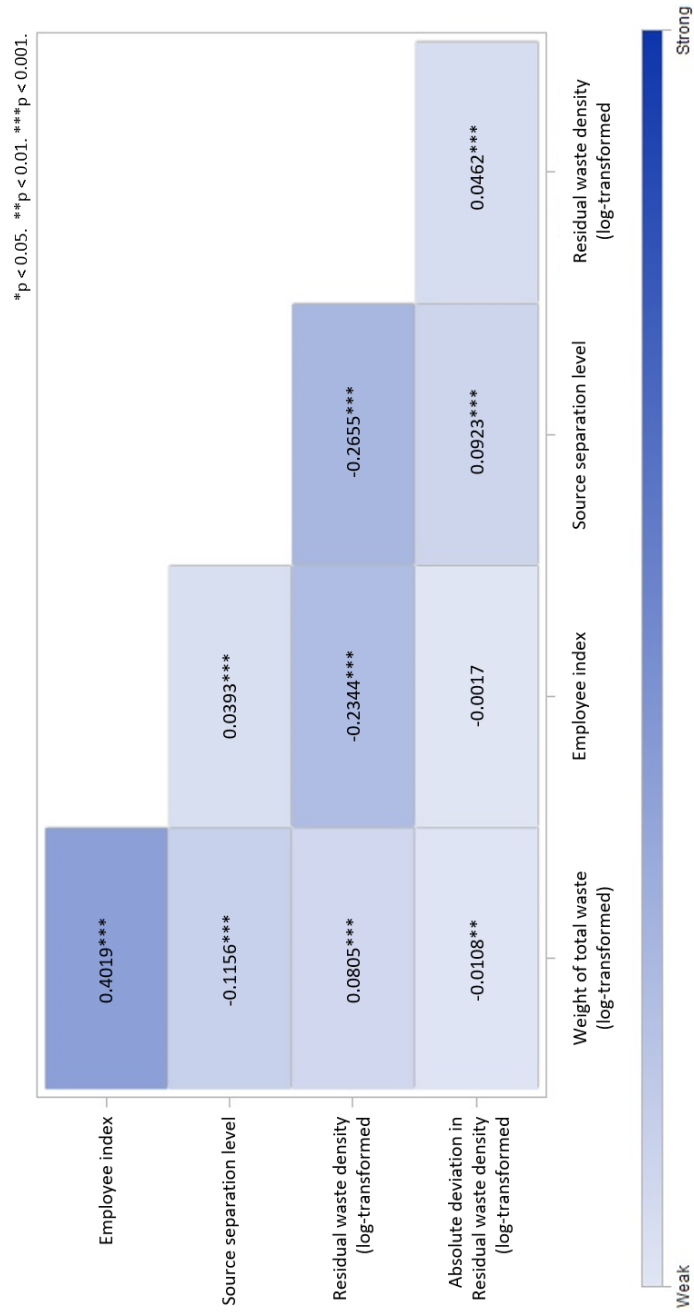 *p < 0.05.  **p < 0.01. ***p < 0.001.
Employee index
0.4019***
Source separation level
-0.1156***
0.0393***
Residual waste density
(log-transformed)
0.0805***
-0.2344***
-0.2655***
Absolute deviation in
Residual waste density
(log-transformed)
-0.0108**
-0.0017
0.0923***
0.0462***
Weight of total waste
(log-transformed)
Employee index
Source separation level
Residual waste density
(log-transformed
Weak
Strong